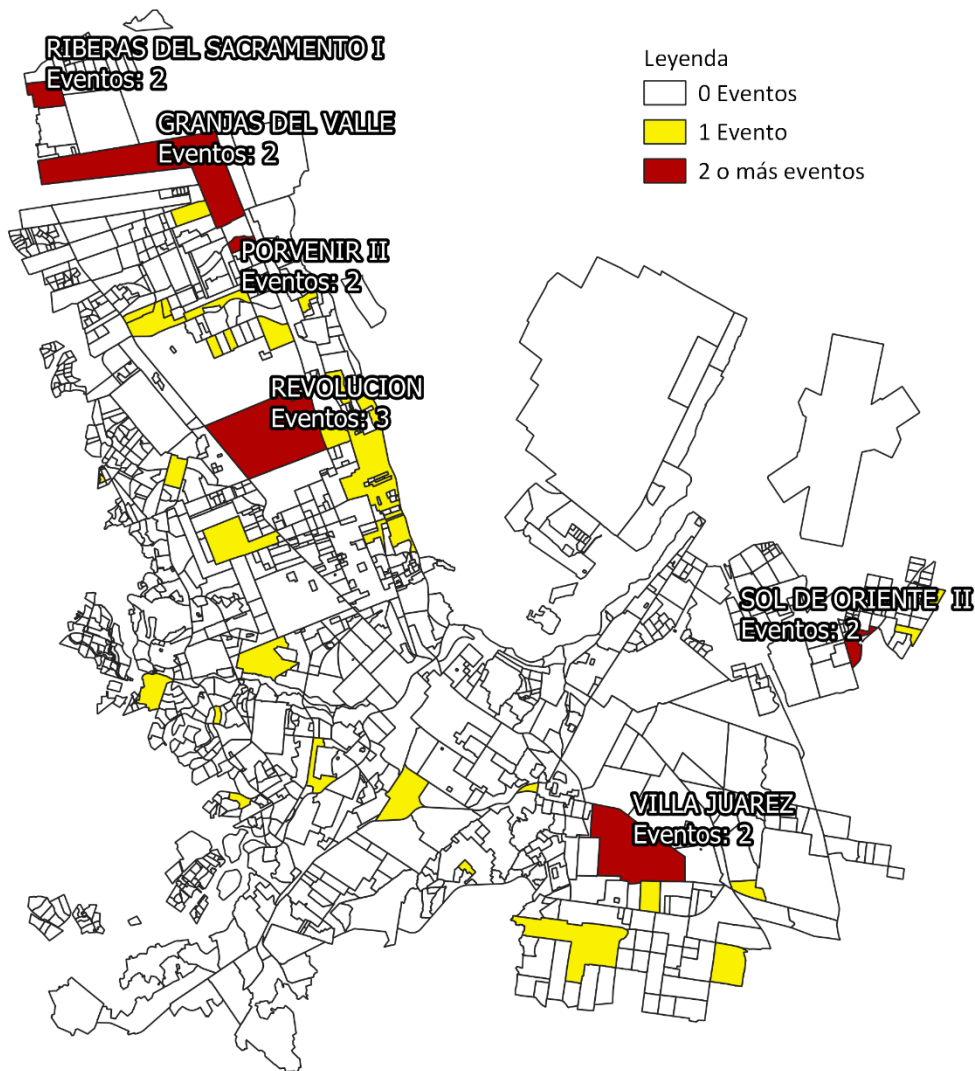 RIBERAS DEL SACRAMENTO I
Eventos: 2
Leyenda
0 Eventos
1 Evento
2 o más eventos
GRANJAS DEL VALLE
Eventos: 2
PORVENIR II
Eventos: 2
REVOLUCION
Eventos: 3
SOL DE ORIENTE II
Eventos: 2
VILLA JUAREZ
Eventos: 2